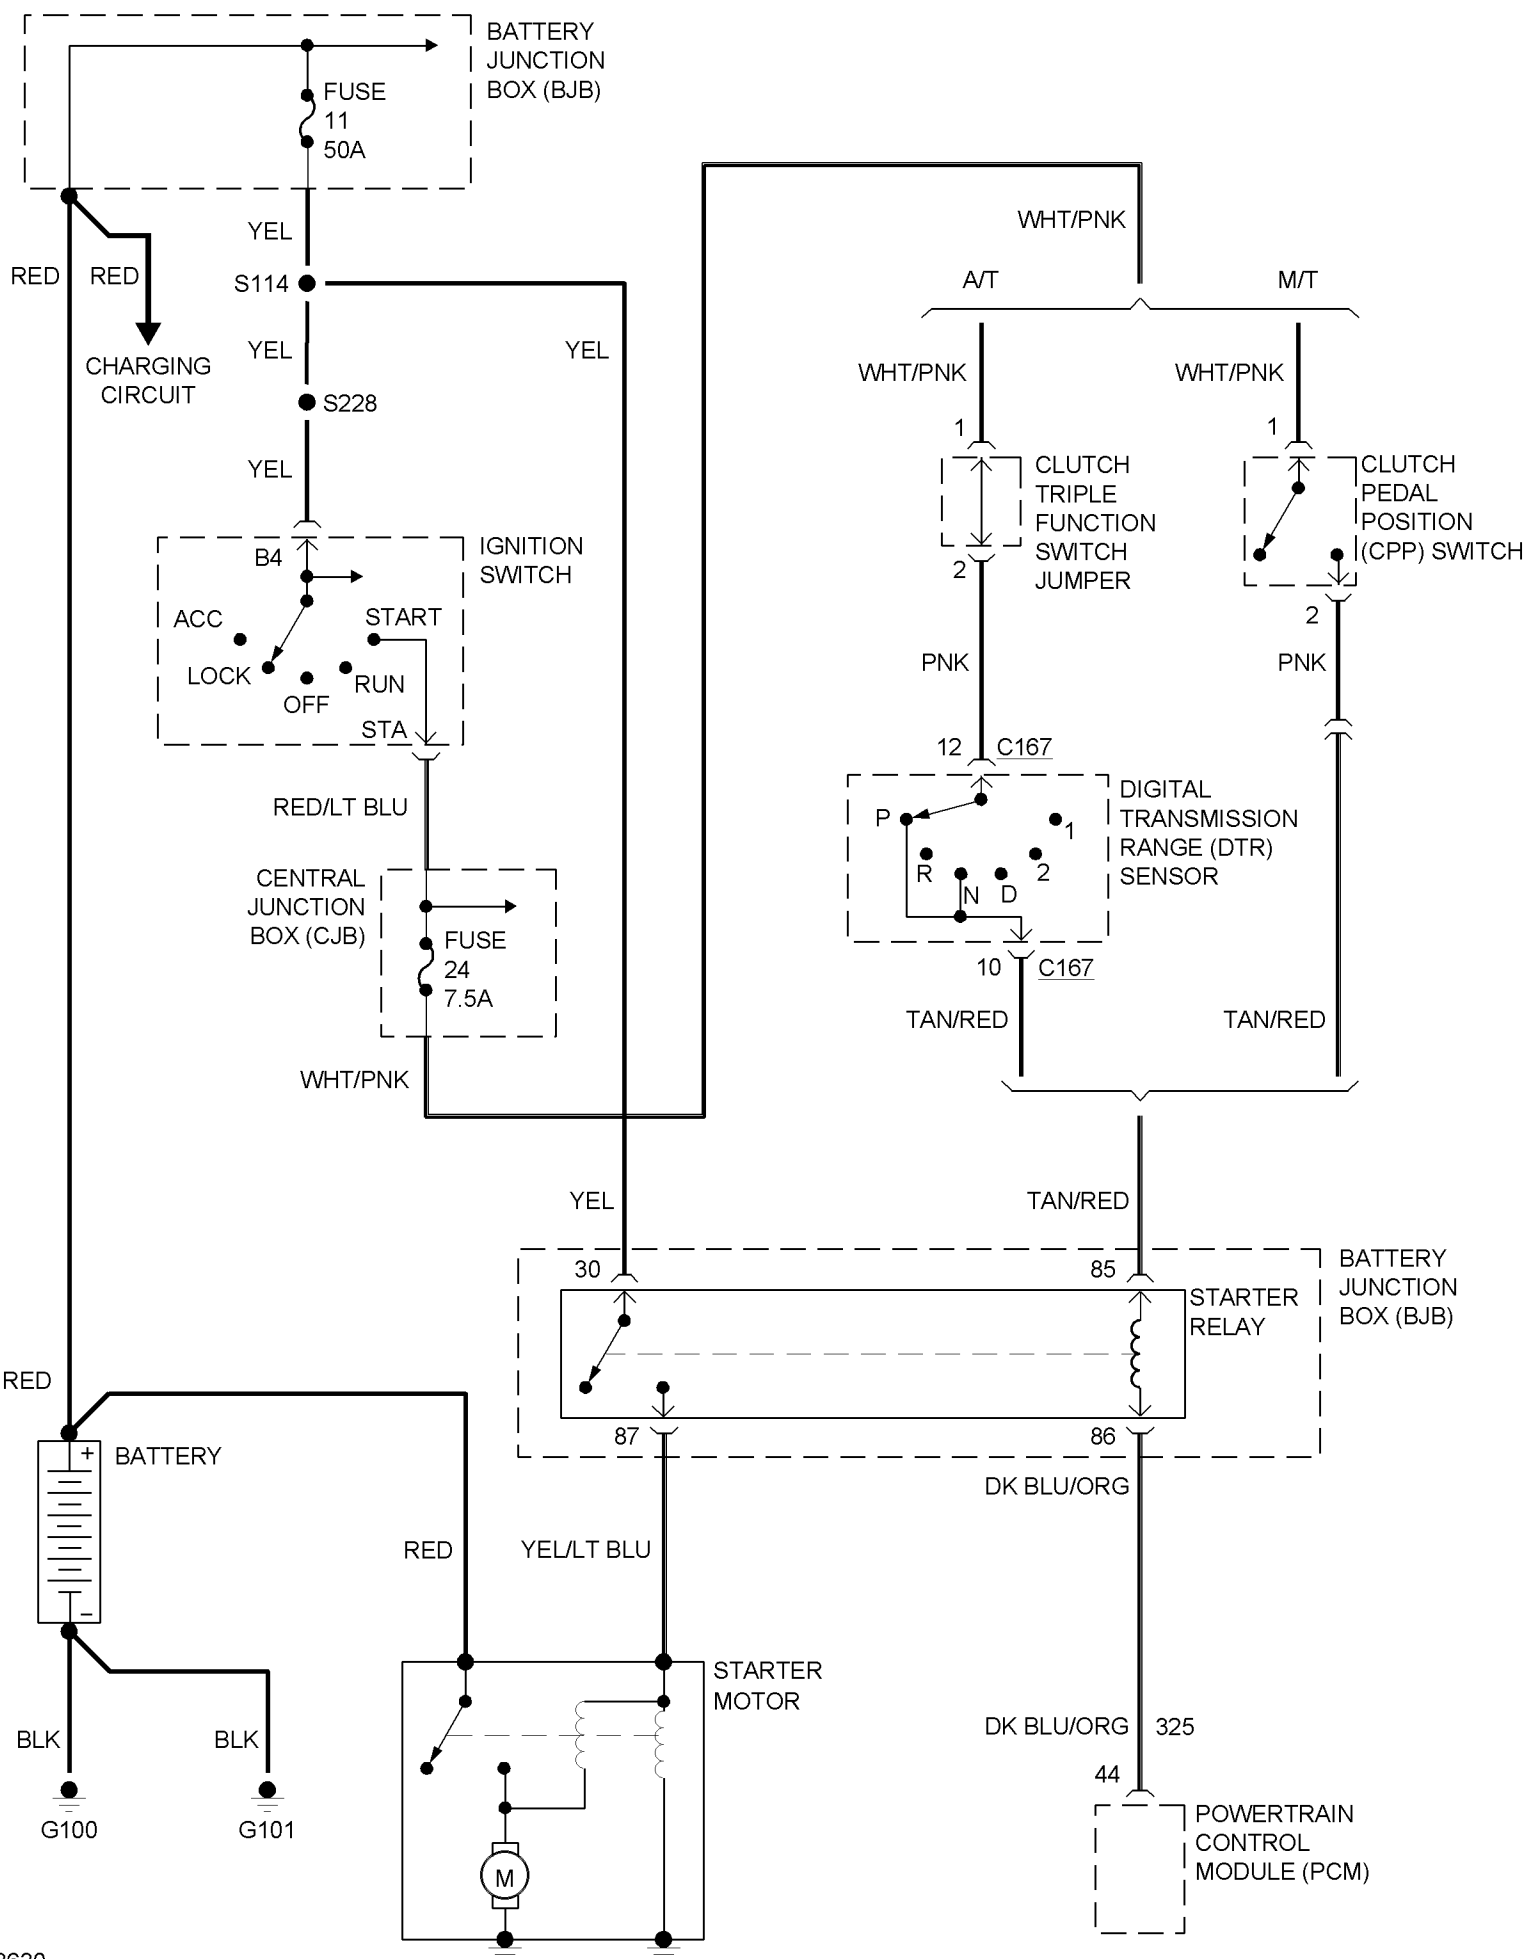 BATTERY
JUNCTION
BOX (BJB)
FUSE
11
50A
YEL
WHT/PNK
RED
RED
S114
A/T
M/T
CHARGING
CIRCUIT
YEL
YEL
WHT/PNK
WHT/PNK
S228
1
1
YEL
CLUTCH
TRIPLE
FUNCTION
SWITCH
JUMPER
2
CLUTCH
PEDAL
POSITION
(CPP) SWITCH
2
IGNITION
SWITCH
B4
ACC
START
LOCK
RUN
OFF
STA
PNK
PNK
12
C167
RED/LT BLU
DIGITAL
TRANSMISSION
RANGE (DTR)
SENSOR
P
1
R
2
N
D
CENTRAL
JUNCTION
BOX (CJB)
FUSE
24
7.5A
10
C167
TAN/RED
TAN/RED
WHT/PNK
YEL
TAN/RED
30
85
BATTERY
JUNCTION
BOX (BJB)
STARTER
RELAY
RED
87
86
+
BATTERY
–
DK BLU/ORG
RED
YEL/LT BLU
STARTER
MOTOR
BLK
BLK
DK BLU/ORG
325
44
G100
G101
M
POWERTRAIN
CONTROL
MODULE (PCM)